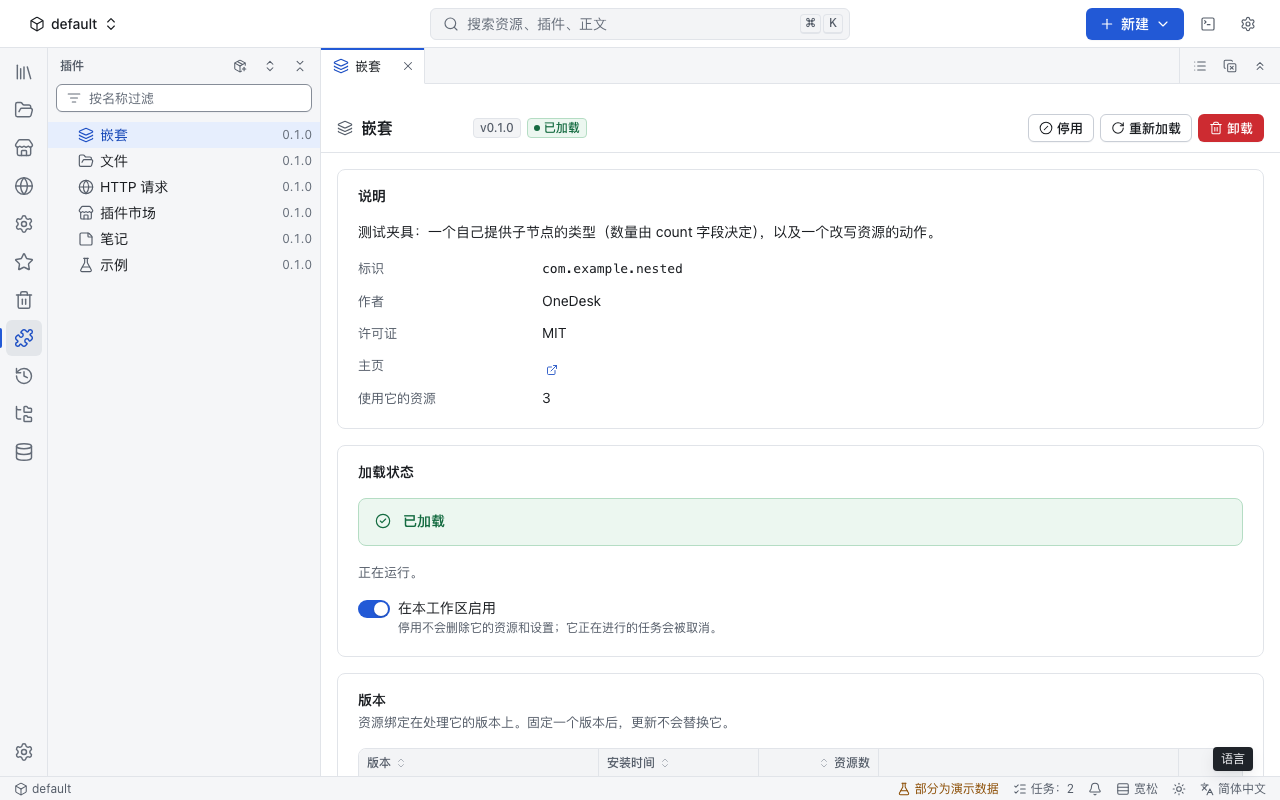 default
搜索资源、插件、正文
⌘ K
新建
插件
嵌套
按名称过滤
嵌套 0.1.0
文件 0.1.0
HTTP 请求 0.1.0
插件市场 0.1.0
笔记 0.1.0
示例 0.1.0
嵌套 v0.1.0 已加载
停用 重新加载 卸载
说明
测试夹具：一个自己提供子节点的类型（数量由 count 字段决定），以及一个改写资源的动作。
标识 com.example.nested
作者 OneDesk
许可证 MIT
主页
使用它的资源 3
加载状态
已加载
正在运行。
在本工作区启用
停用不会删除它的资源和设置；它正在进行的任务会被取消。
版本
资源绑定在处理它的版本上。固定一个版本后，更新不会替换它。
版本 安装时间 资源数
语言
default
部分为演示数据 任务：2 宽松 简体中文